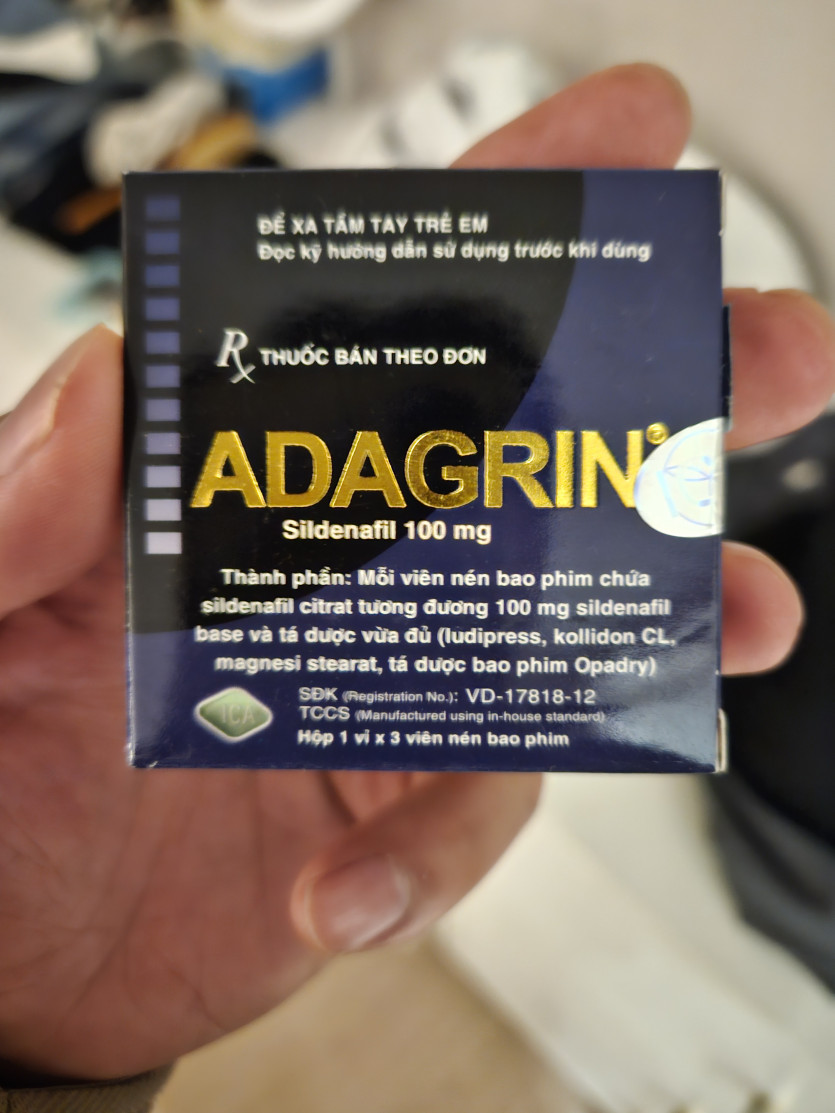 ĐỂ XA TẦM TAY TRẺ EM
Đọc kỹ hướng dẫn sử dụng trước khi dùng
Rx THUỐC BÁN THEO ĐƠN
ADAGRIN®
Sildenafil 100 mg
Thành phần: Mỗi viên nén bao phim chứa
sildenafil citrat tương đương 100 mg sildenafil
base và tá dược vừa đủ (ludipress, kollidon CL,
magnesi stearat, tá dược bao phim Opadry)
SĐK (Registration No.): VD-17818-12
TCCS (Manufactured using in-house standard)
ICA
Hộp 1 vỉ x 3 viên nén bao phim